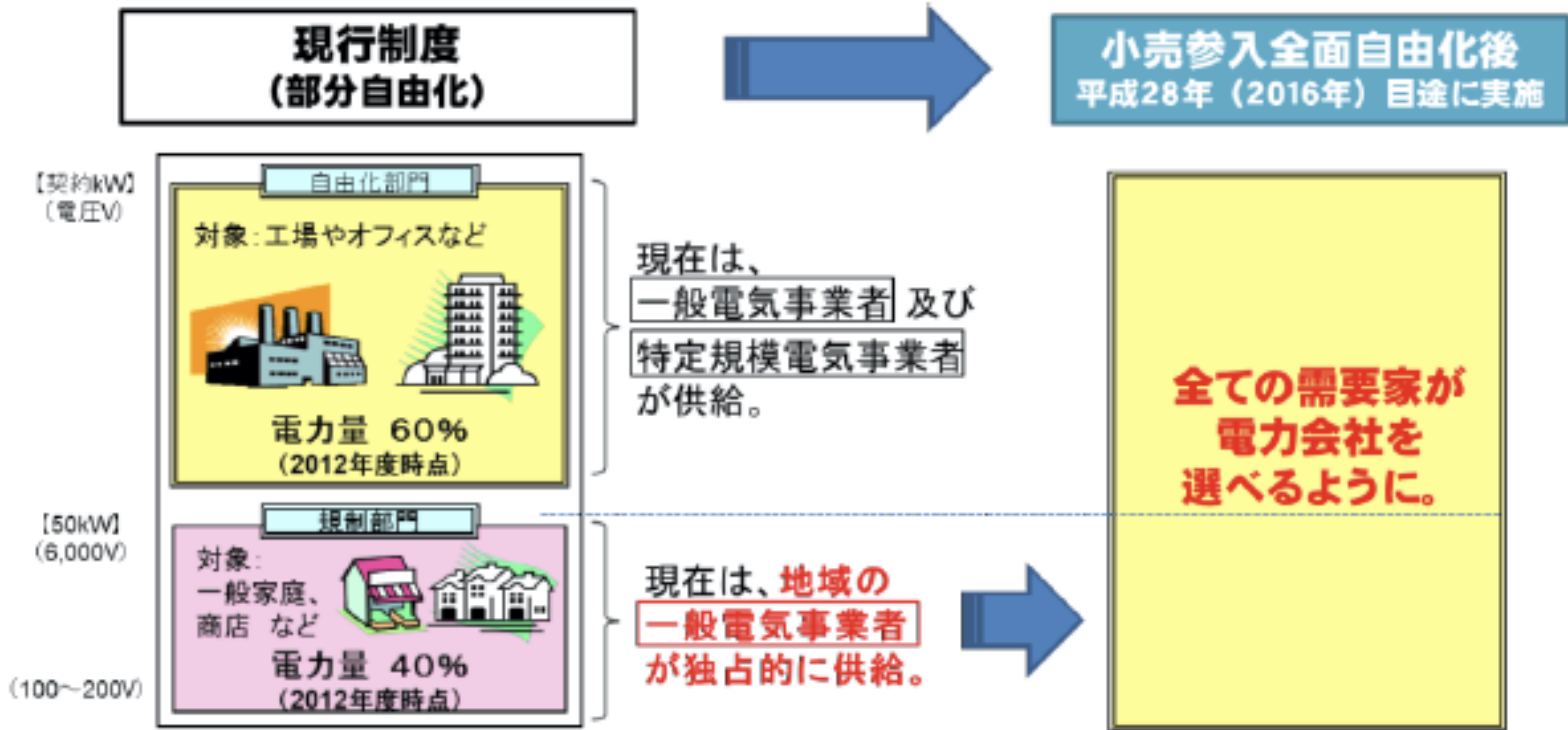 現行制度
（部分自由化）
小売参入全面自由化後
平成28年（2016年）目途に実施
【契約kW】
（電圧V）
自由化部門
対象：工場やオフィスなど
電力量 60%
（2012年度時点）
現在は、
一般電気事業者 及び
特定規模電気事業者
が供給。
【50kW】
（6,000V）
規制部門
対象：
一般家庭、
商店 など
電力量 40%
（2012年度時点）
（100～200V）
現在は、地域の
一般電気事業者
が独占的に供給。
全ての需要家が
電力会社を
選べるように。